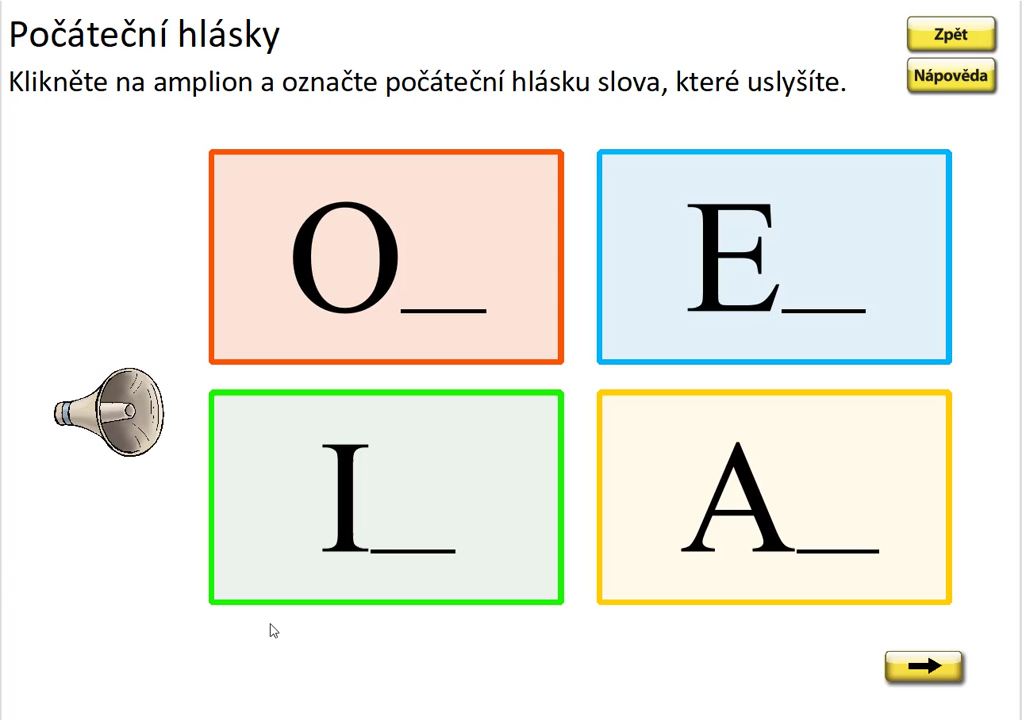 Počáteční hlásky
Zpět
Klikněte na amplion a označte počáteční hlásku slova, které uslyšíte.
Nápověda
O__
E__
I__
A__